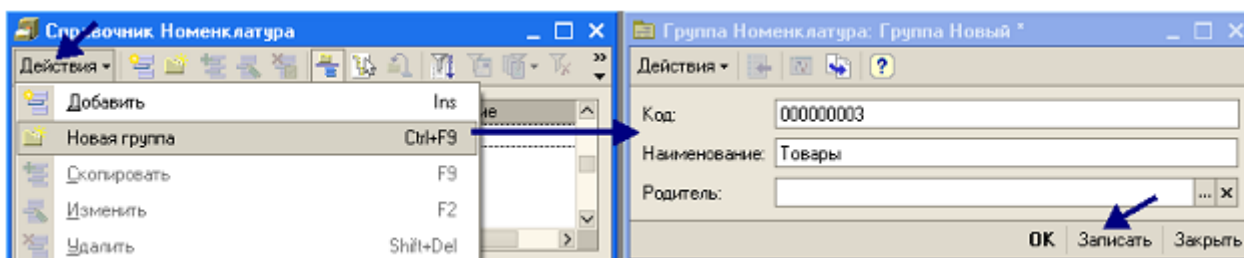 Справочник Номенклатура
Действия
Добавить Ins
Новая группа Ctrl+F9
Скопировать F9
Изменить F2
Удалить Shift+Del
ие
Группа Номенклатура: Группа Новый *
Действия
Код: 000000003
Наименование: Товары
Родитель:
... x
OK Записать Закрыть